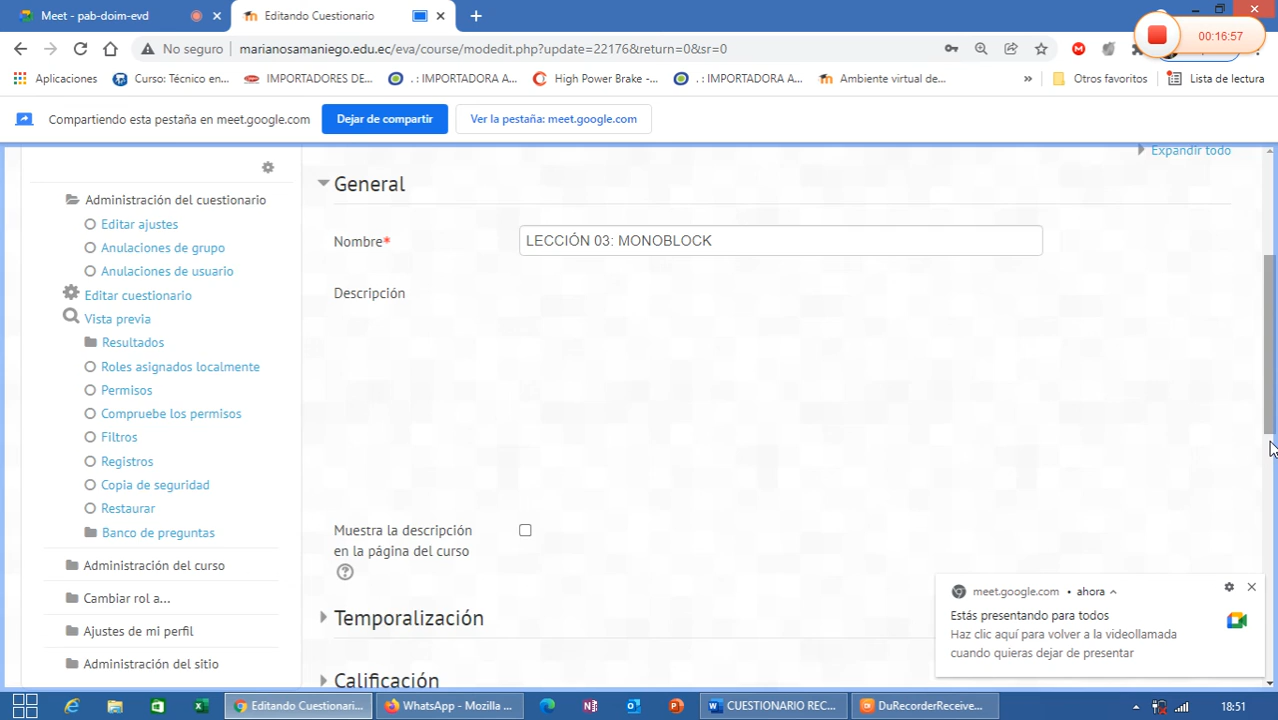 Meet - pab-doim-evd
Editando Cuestionario
00:16:57
No seguro
marianosamaniego.edu.ec/eva/course/modedit.php?update=22176&return=0&sr=0
Aplicaciones
Curso: Técnico en...
IMPORTADORES DE...
. : IMPORTADORA A...
High Power Brake -...
. : IMPORTADORA A...
Ambiente virtual de...
»
Otros favoritos
Lista de lectura
Compartiendo esta pestaña en meet.google.com
Dejar de compartir
Ver la pestaña: meet.google.com
Expandir todo
Administración del cuestionario
Editar ajustes
Anulaciones de grupo
Anulaciones de usuario
Editar cuestionario
Vista previa
Resultados
Roles asignados localmente
Permisos
Compruebe los permisos
Filtros
Registros
Copia de seguridad
Restaurar
Banco de preguntas
Administración del curso
Cambiar rol a...
Ajustes de mi perfil
Administración del sitio
General
Nombre*
LECCIÓN 03: MONOBLOCK
Descripción
Muestra la descripción
en la página del curso
Temporalización
Calificación
meet.google.com • ahora
Estás presentando para todos
Haz clic aquí para volver a la videollamada
cuando quieras dejar de presentar
Editando Cuestionari...
WhatsApp - Mozilla ...
CUESTIONARIO REC...
DuRecorderReceive...
18:51